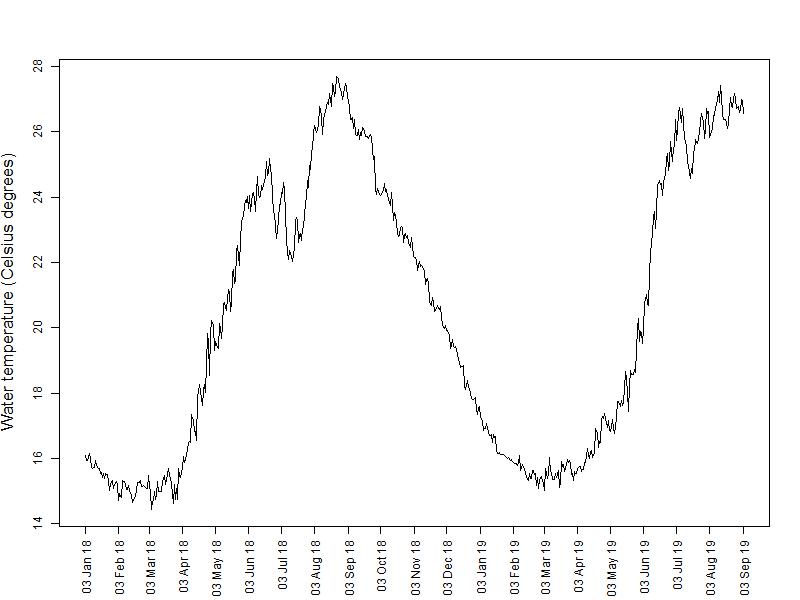 Water temperature (Celsius degrees)
28
26
24
22
20
18
16
14
03 Jan 18
03 Feb 18
03 Mar 18
03 Apr 18
03 May 18
03 Jun 18
03 Jul 18
03 Aug 18
03 Sep 18
03 Oct 18
03 Nov 18
03 Dec 18
03 Jan 19
03 Feb 19
03 Mar 19
03 Apr 19
03 May 19
03 Jun 19
03 Jul 19
03 Aug 19
03 Sep 19